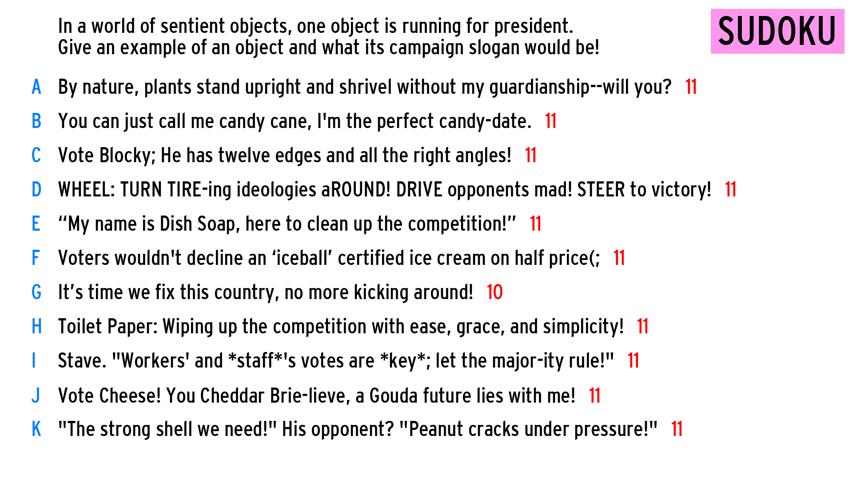 In a world of sentient objects, one object is running for president.
Give an example of an object and what its campaign slogan would be!
SUDOKU
A By nature, plants stand upright and shrivel without my guardianship--will you? 11
B You can just call me candy cane, I'm the perfect candy-date. 11
C Vote Blocky; He has twelve edges and all the right angles! 11
D WHEEL: TURN TIRE-ing ideologies aROUND! DRIVE opponents mad! STEER to victory! 11
E “My name is Dish Soap, here to clean up the competition!” 11
F Voters wouldn't decline an ‘iceball’ certified ice cream on half price(; 11
G It’s time we fix this country, no more kicking around! 10
H Toilet Paper: Wiping up the competition with ease, grace, and simplicity! 11
I Stave. "Workers' and *staff*'s votes are *key*; let the major-ity rule!" 11
J Vote Cheese! You Cheddar Brie-lieve, a Gouda future lies with me! 11
K "The strong shell we need!" His opponent? "Peanut cracks under pressure!" 11